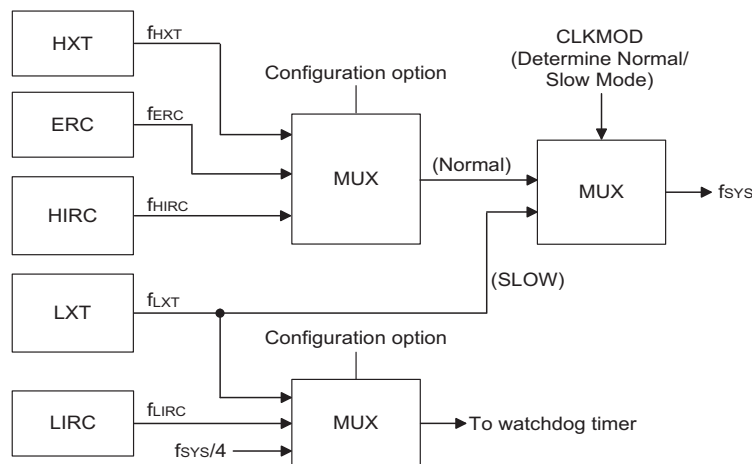 HXT
fHXT
ERC
fERC
HIRC
fHIRC
LXT
fLXT
LIRC
fLIRC
fSYS/4
Configuration option
MUX
(Normal)
CLKMOD
(Determine Normal/
Slow Mode)
MUX
fSYS
(SLOW)
Configuration option
MUX
To watchdog timer